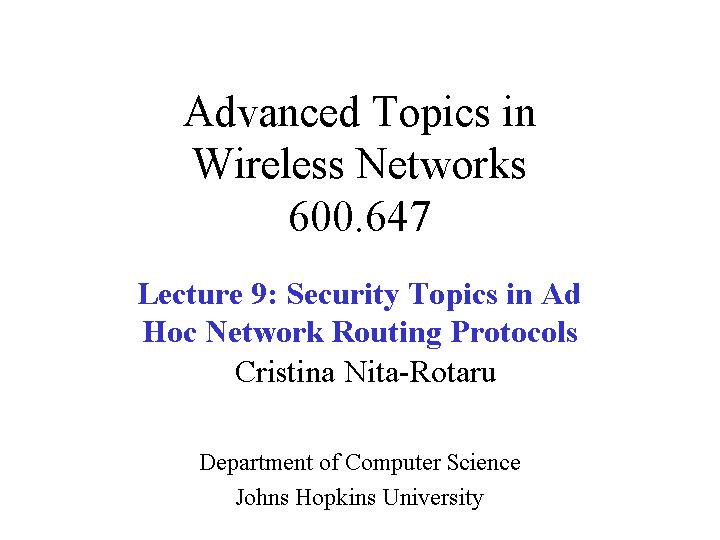 Advanced Topics in
Wireless Networks
600.647
Lecture 9: Security Topics in Ad
Hoc Network Routing Protocols
Cristina Nita-Rotaru
Department of Computer Science
Johns Hopkins University